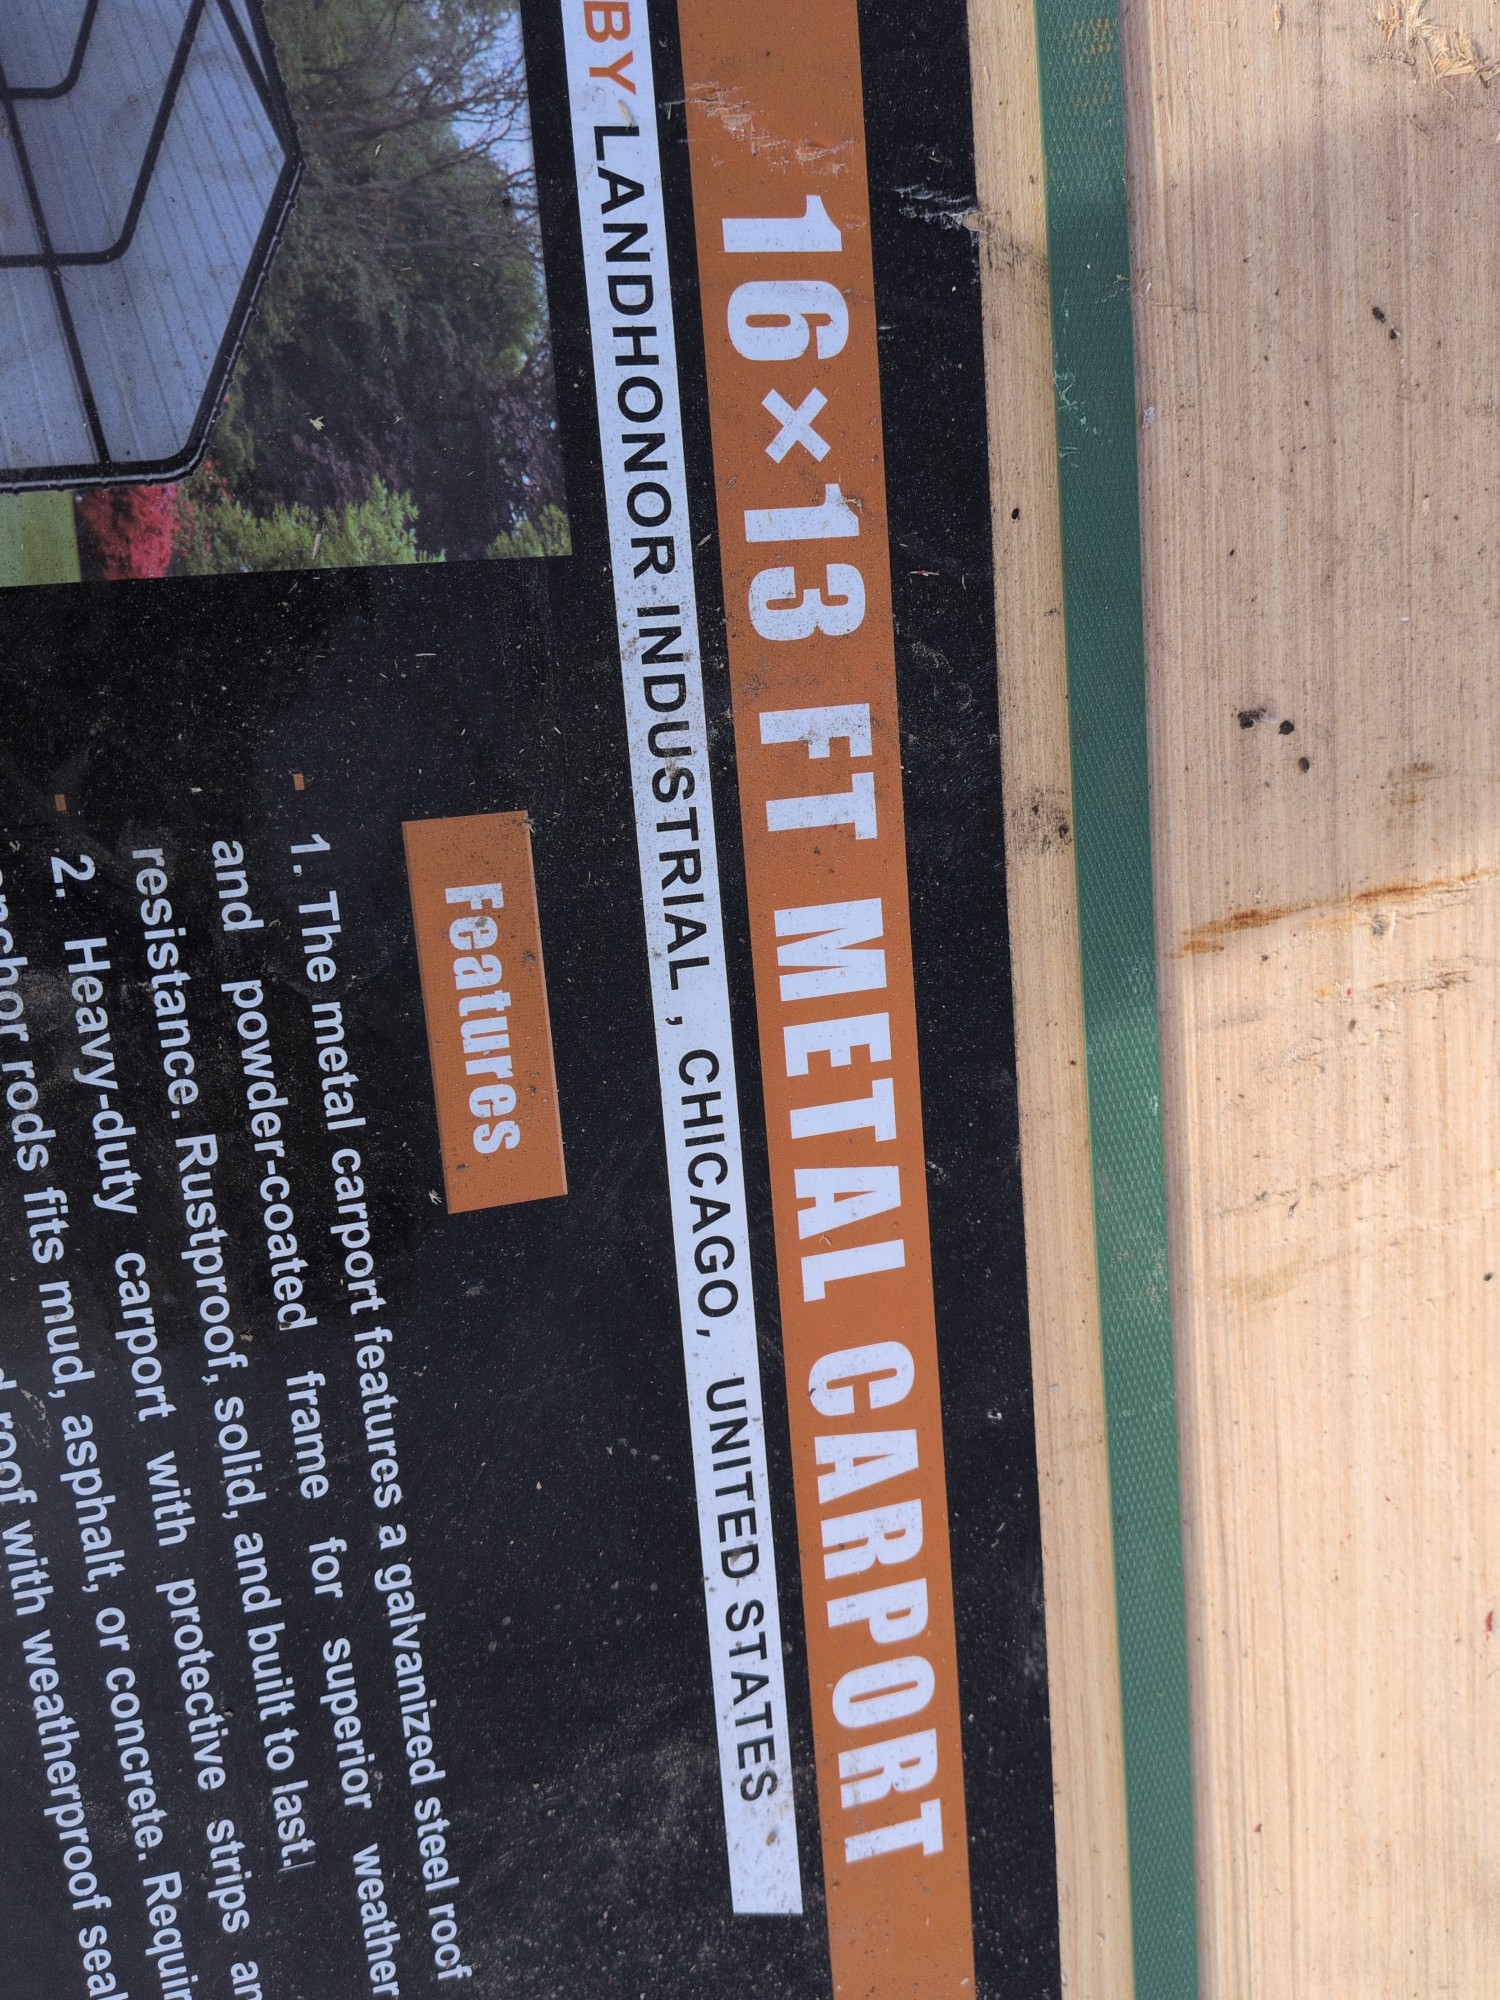 16×13 FT METAL CARPORT
BY LANDHONOR INDUSTRIAL , CHICAGO, UNITED STATES
Features
1. The metal carport features a galvanized steel roof
and powder-coated frame for superior weather
resistance. Rustproof, solid, and built to last.
2. Heavy-duty carport with protective strips
rods fits mud, asphalt, or concrete.
roof with weatherproof